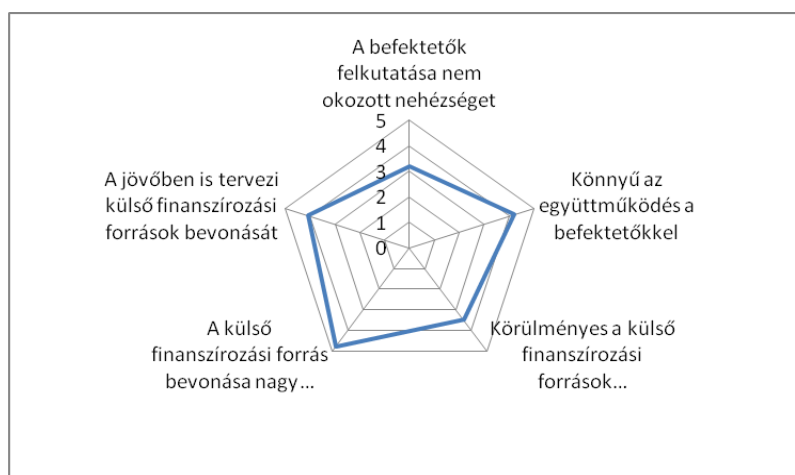 A befektetők
felkutatása nem
okozott nehézséget
5
4
3
2
1
0
Könnyű az
együttműködés a
befektetőkkel
Körülményes a külső
finanszírozási
források...
A külső
finanszírozási forrás
bevonása nagy...
A jövőben is tervezi
külső finanszírozási
források bevonását